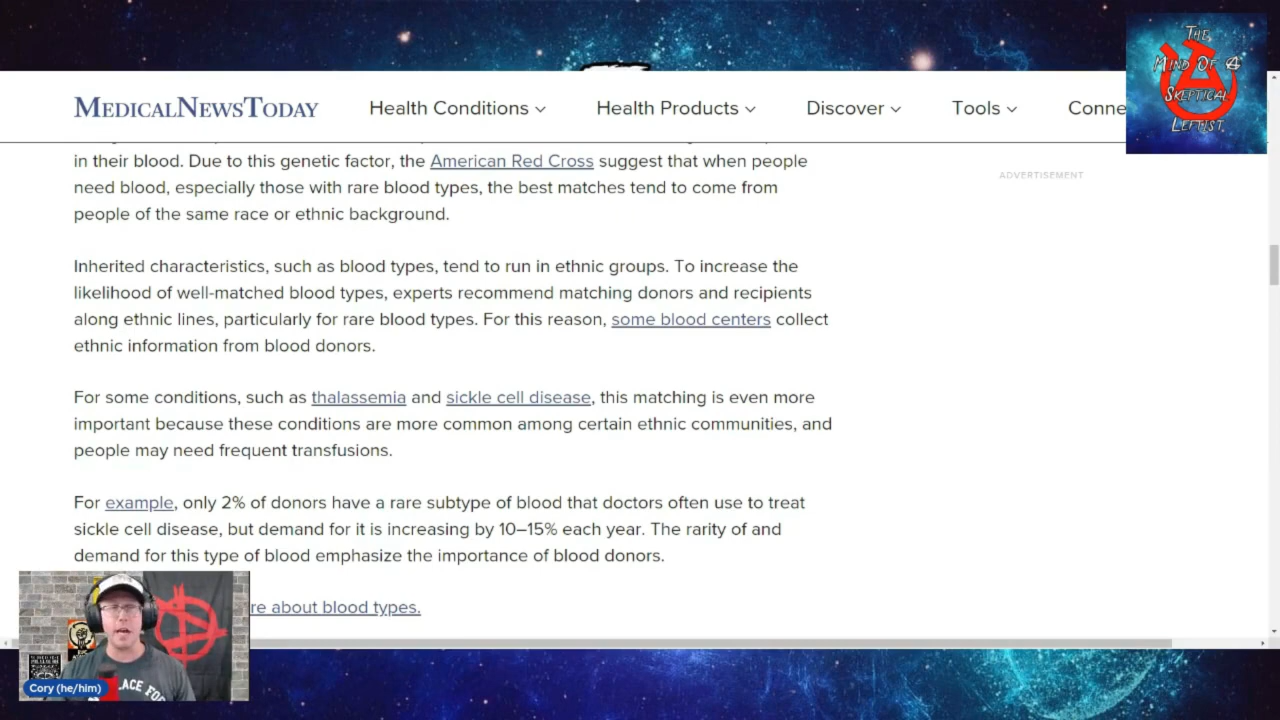 THE
MIND OF A
SKEPTICAL
LEFTIST
MEDICALNEWSTODAY
Health Conditions
Health Products
Discover
Tools
Conne
in their blood. Due to this genetic factor, the American Red Cross suggest that when people
need blood, especially those with rare blood types, the best matches tend to come from
people of the same race or ethnic background.
ADVERTISEMENT
Inherited characteristics, such as blood types, tend to run in ethnic groups. To increase the
likelihood of well-matched blood types, experts recommend matching donors and recipients
along ethnic lines, particularly for rare blood types. For this reason, some blood centers collect
ethnic information from blood donors.
For some conditions, such as thalassemia and sickle cell disease, this matching is even more
important because these conditions are more common among certain ethnic communities, and
people may need frequent transfusions.
For example, only 2% of donors have a rare subtype of blood that doctors often use to treat
sickle cell disease, but demand for it is increasing by 10–15% each year. The rarity of and
demand for this type of blood emphasize the importance of blood donors.
re about blood types.
LACE FO
Cory (he/him)